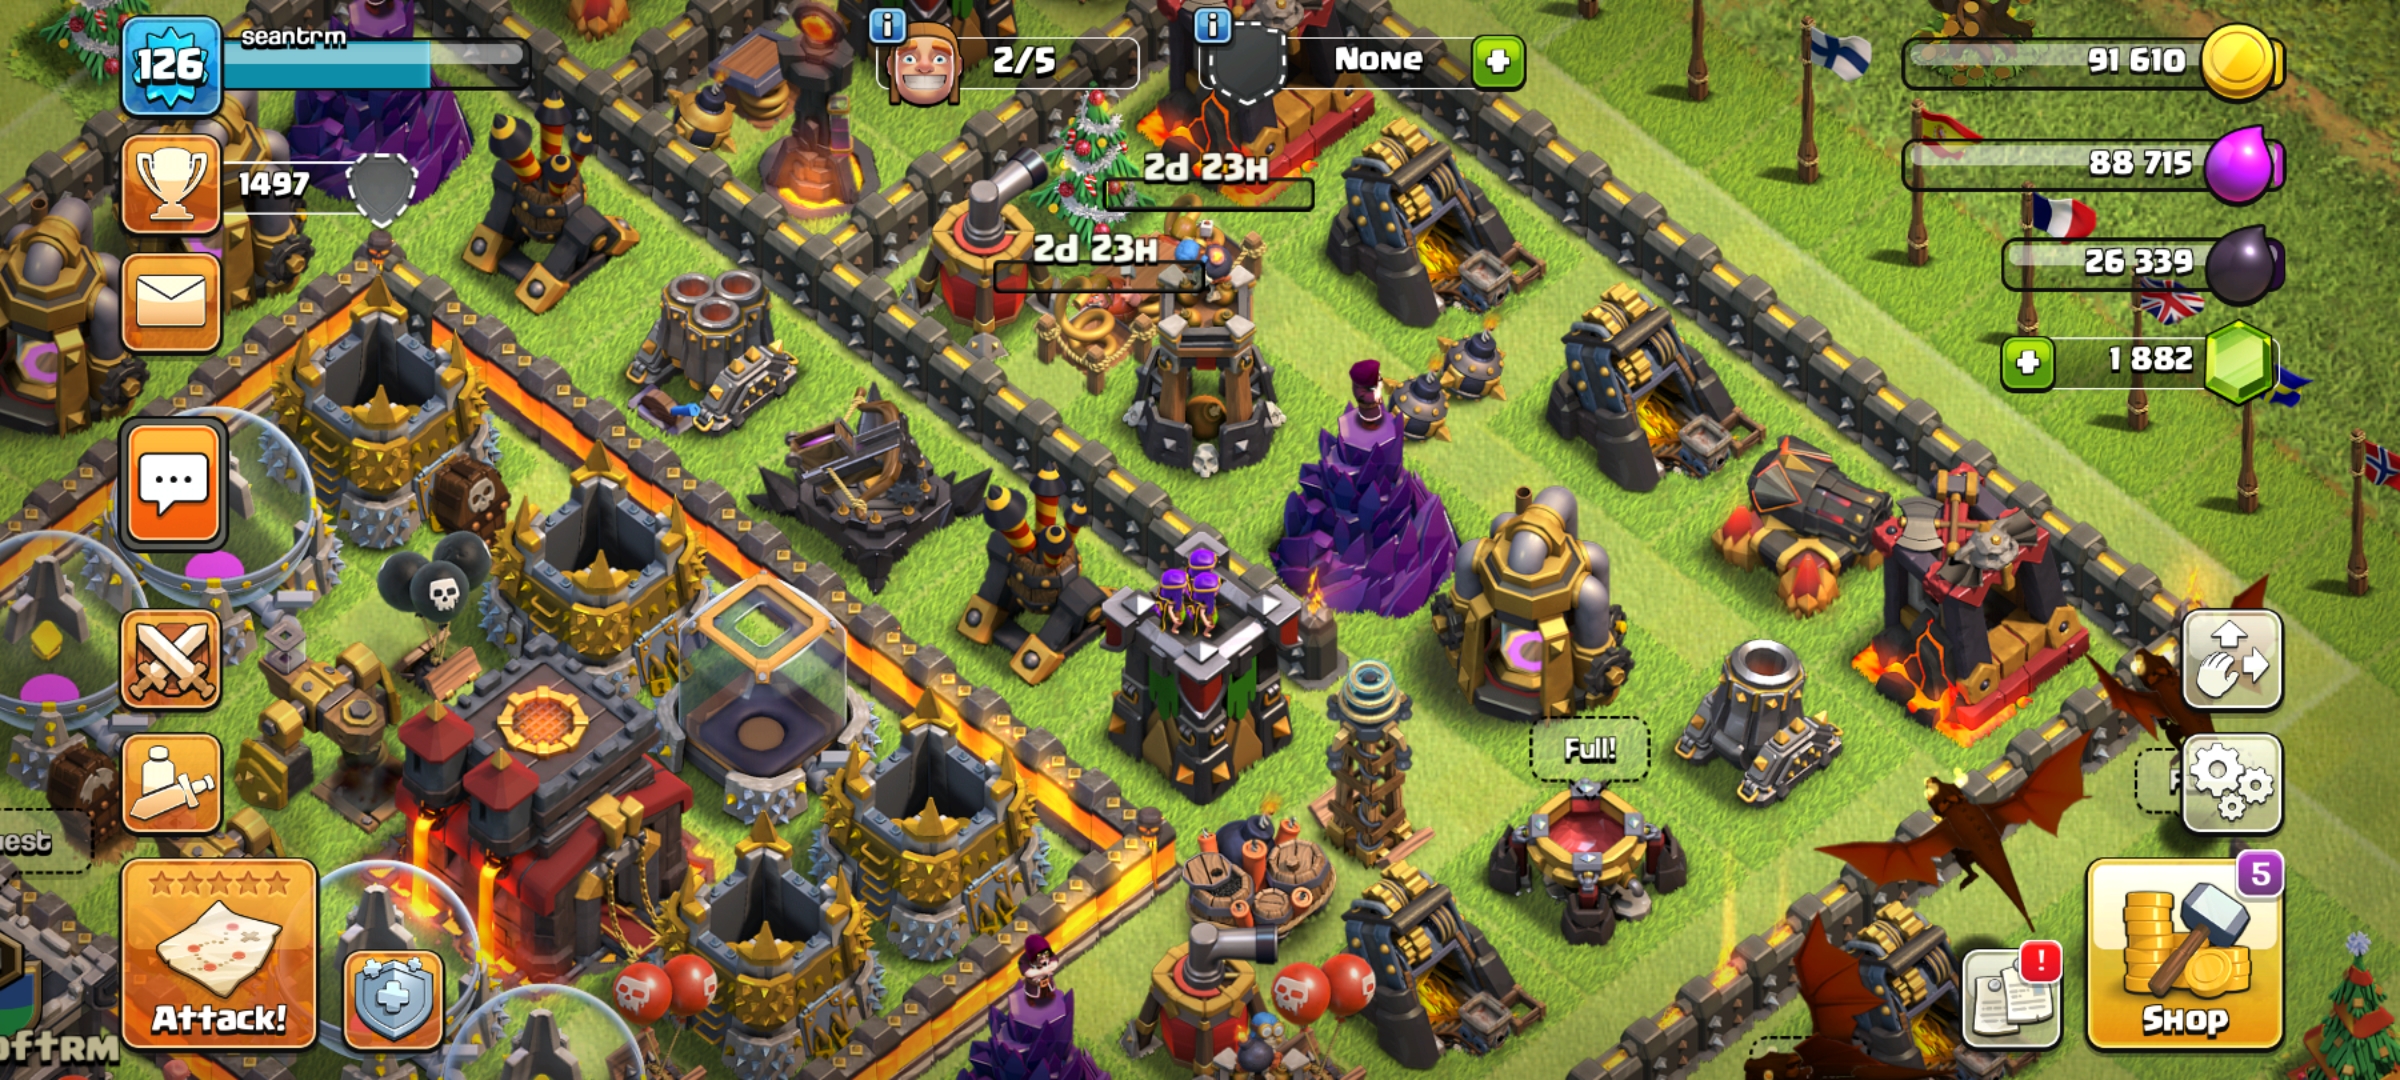 126
seantrm
2/5
None
91 610
1497
2d 23h
88 715
2d 23h
26 339
1 882
Full!
est
Attack!
5
!
Shop